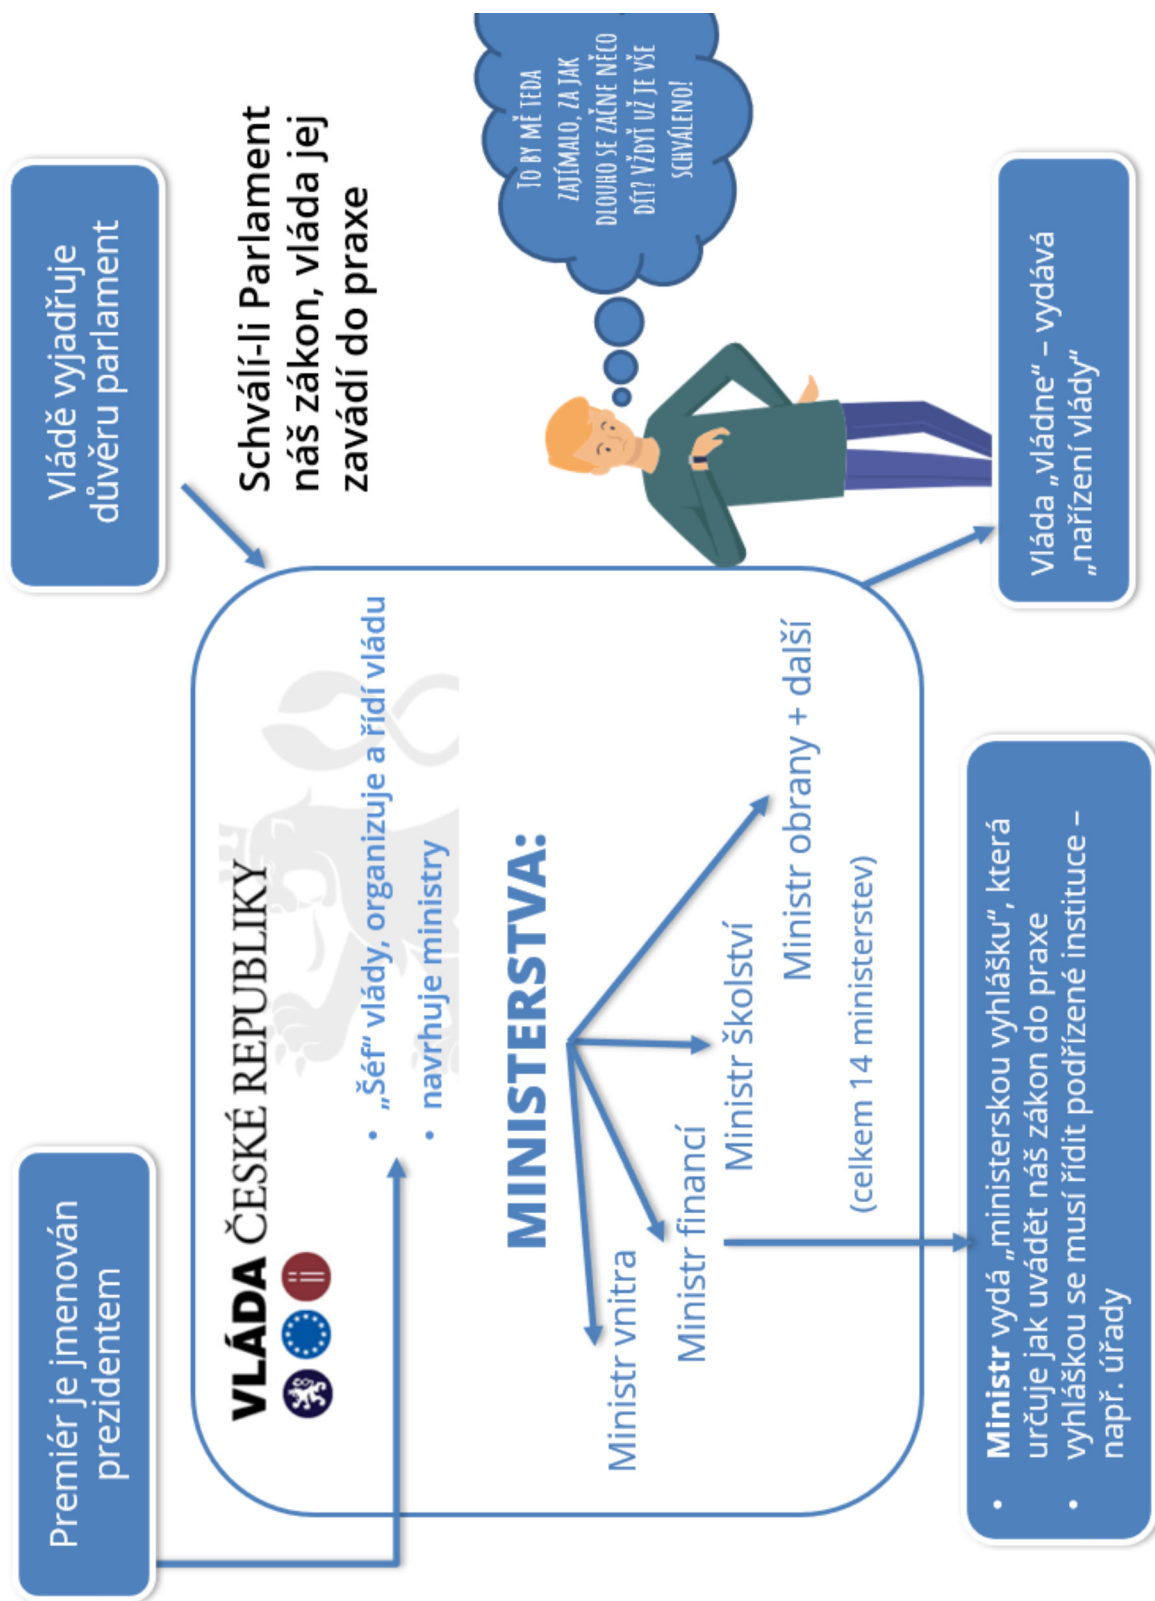 Premiér je jmenován
prezidentem
Vládě vyjadřuje
důvěru parlament
VLÁDA ČESKÉ REPUBLIKY
• „Šéf“ vlády, organizuje a řídí vládu
• navrhuje ministry
Schválí-li Parlament
náš zákon, vláda jej
zavádí do praxe
MINISTERSTVA:
Ministr vnitra
Ministr financí
Ministr školství
Ministr obrany + další
(celkem 14 ministerstev)
TO BY MĚ TEDA
ZAJÍMALO, ZA JAK
DLOUHO SE ZAČNE NĚCO
DÍT? VŽDYŤ UŽ JE VŠE
SCHVÁLENO!
• Ministr vydá „ministerskou vyhlášku“, která
určuje jak uvádět náš zákon do praxe
• vyhláškou se musí řídit podřízené instituce –
např. úřady
Vláda „vládne“ – vydává
„nařízení vlády“